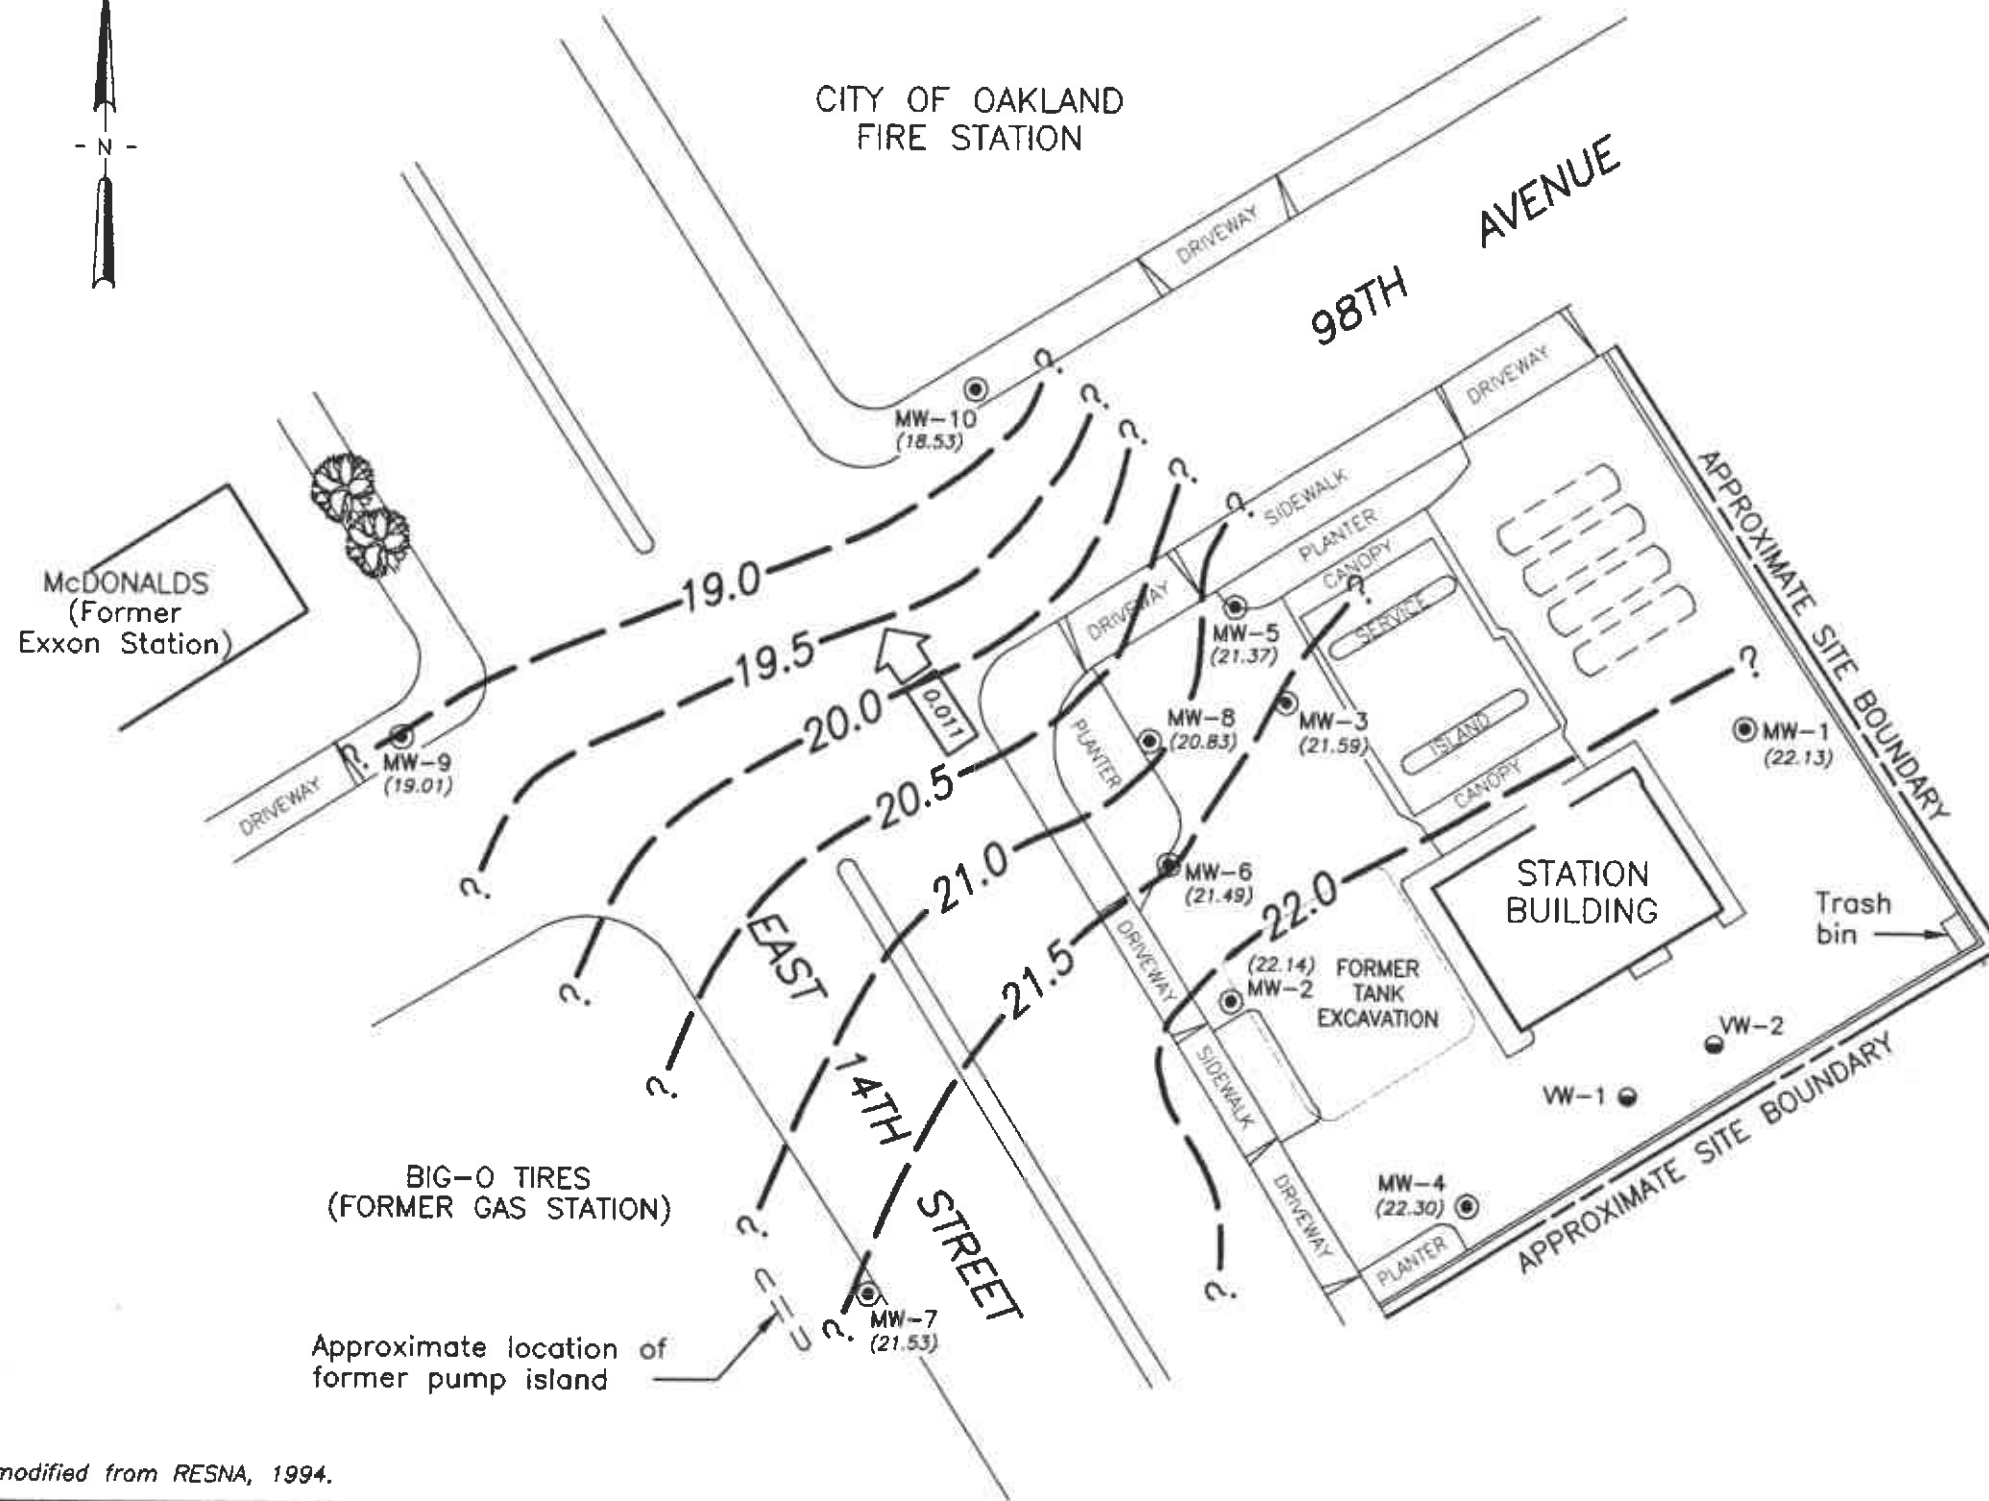 - N -
CITY OF OAKLAND
FIRE STATION
98TH AVENUE
DRIVEWAY
DRIVEWAY
MW-10
(18.53)
?
?
?
?
?
SIDEWALK
PLANTER
CANOPY
?
SERVICE
ISLAND
CANOPY
DRIVEWAY
McDONALDS
(Former
Exxon Station)
19.0
19.5
20.0
20.5
21.0
21.5
22.0
0.011
MW-5
(21.37)
MW-8
(20.83)
MW-3
(21.59)
MW-1
(22.13)
?
APPROXIMATE SITE BOUNDARY
PLANTER
?
MW-9
(19.01)
DRIVEWAY
MW-6
(21.49)
?
STATION
BUILDING
Trash
bin
DRIVEWAY
(22.14)
MW-2
FORMER
TANK
EXCAVATION
?
EAST 14TH STREET
VW-2
VW-1
SIDEWALK
?
DRIVEWAY
BIG-O TIRES
(FORMER GAS STATION)
?
MW-4
(22.30)
PLANTER
APPROXIMATE SITE BOUNDARY
?
?
MW-7
(21.53)
Approximate location of
former pump island
modified from RESNA, 1994.